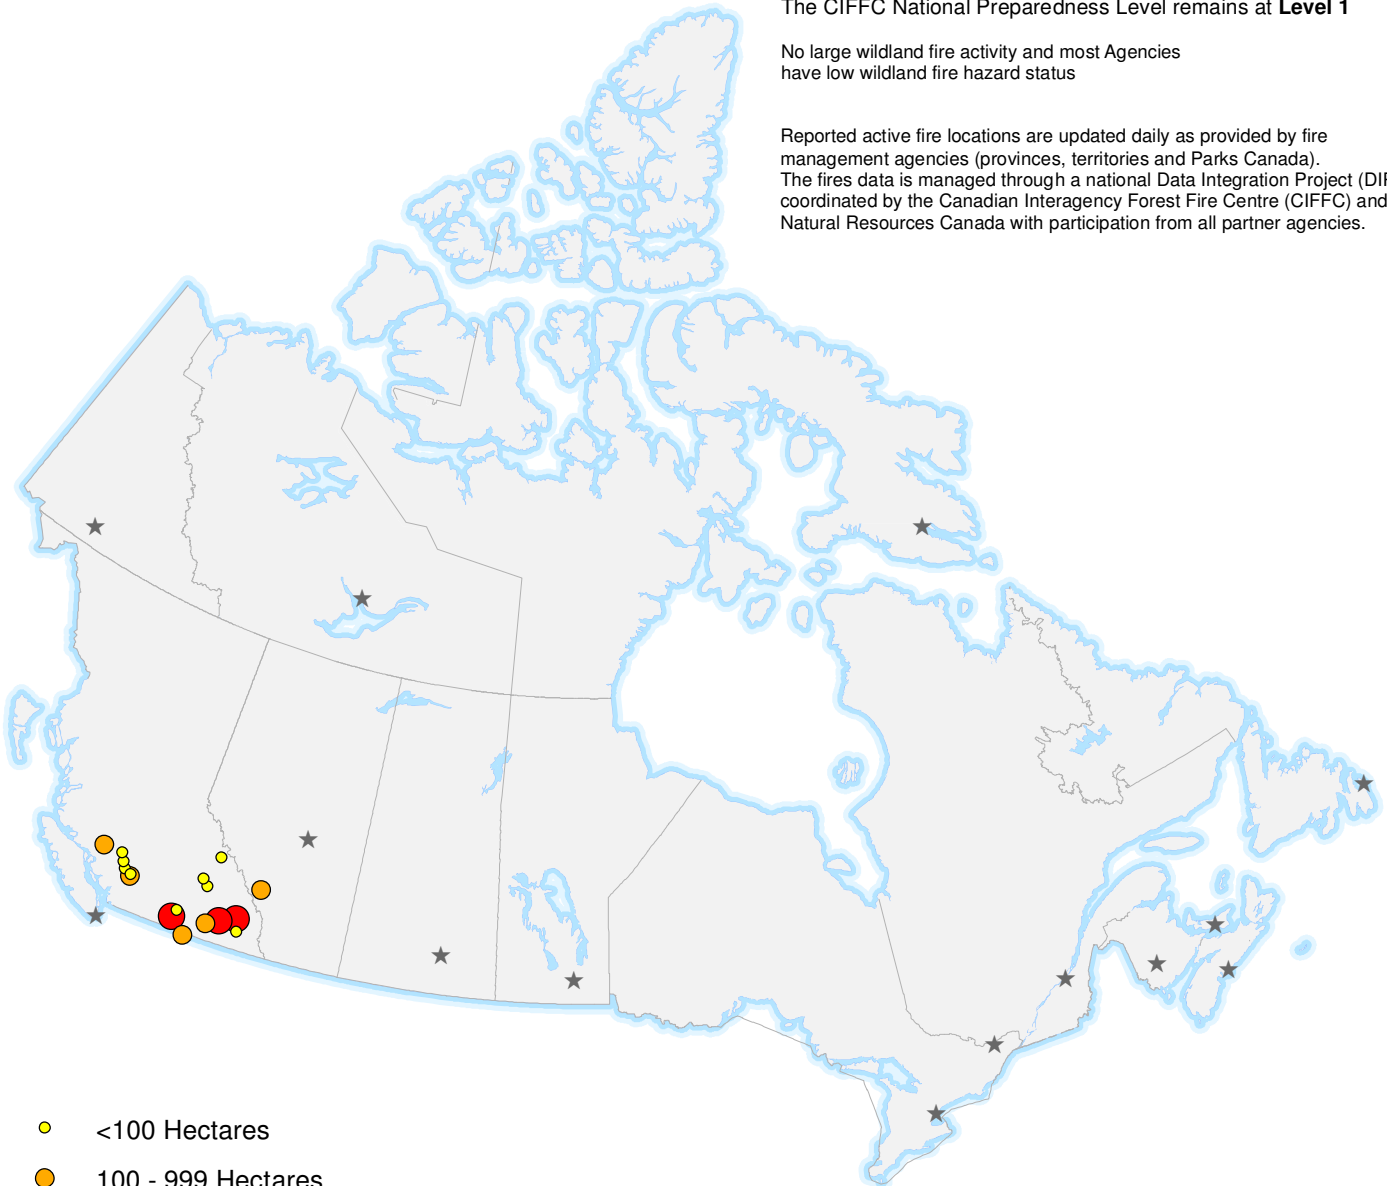 The CIFFC National Preparedness Level remains at Level 1
No large wildland fire activity and most Agencies
have low wildland fire hazard status
Reported active fire locations are updated daily as provided by fire
management agencies (provinces, territories and Parks Canada).
The fires data is managed through a national Data Integration Project
coordinated by the Canadian Interagency Forest Fire Centre (CIFFC) and
Natural Resources Canada with participation from all partner agencies.
<100 Hectares
100 - 999 Hectares